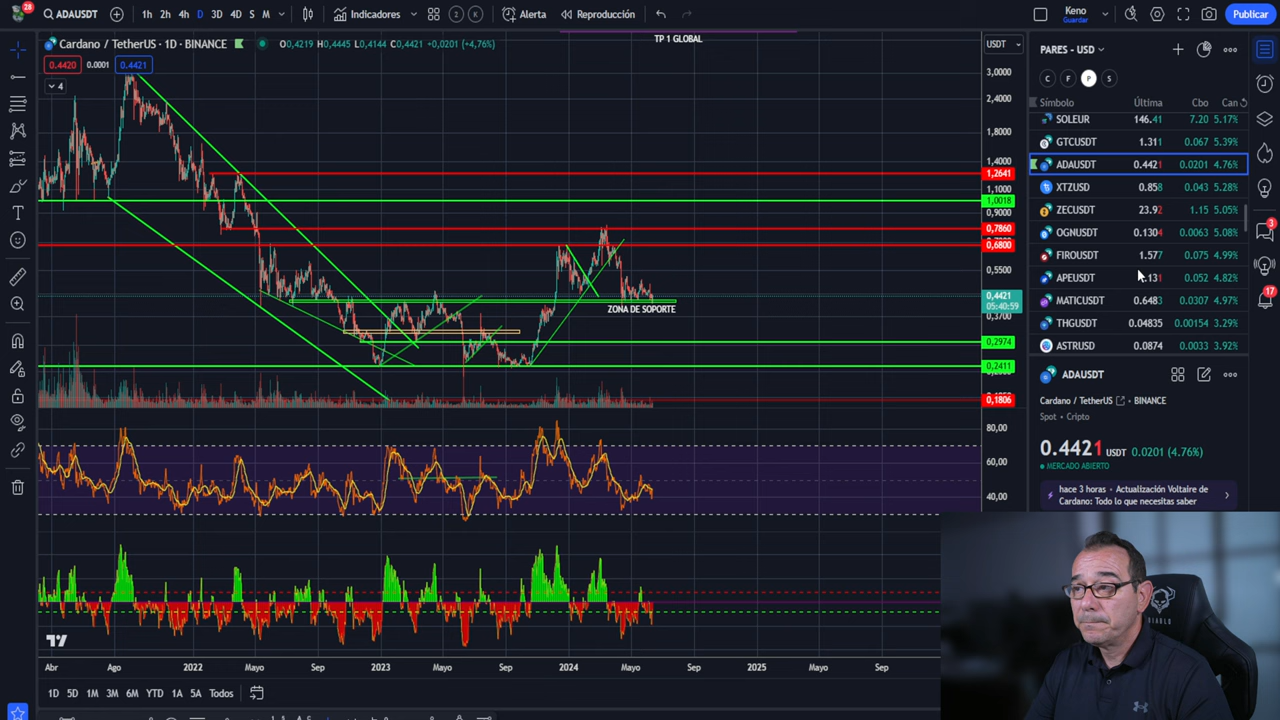 28
ADAUSDT
1h 2h 4h D 3D 4D S M
Indicadores
2
K
Alerta
Reproducción
Keno
Guardar
Publicar
Cardano / TetherUS · 1D · BINANCE
O0,4219 H0,4445 L0,4144 C0,4421 +0,0201 (+4,76%)
0.4420
0.0001
0.4421
4
TP 1 GLOBAL
ZONA DE SOPORTE
USDT
3,0000
2,4000
1,8000
1,4000
1,2641
1,1000
1,0018
0,9000
0,7860
0,6800
0,5500
0,4421
05:40:59
0,3700
0,2974
0,2411
0,1806
80,00
60,00
40,00
Abr Ago 2022 Mayo Sep 2023 Mayo Sep 2024 Mayo 2025 Mayo Sep
1D 5D 1M 3M 6M YTD 1A 5A Todos
PARES - USD
C F P S
Símbolo Última Cbo Can
SOLEUR 146.41 7.20 5.17%
GTCUSDT 1.311 0.067 5.39%
ADAUSDT 0.4421 0.0201 4.76%
XTZUSD 0.858 0.043 5.28%
ZECUSDT 23.92 1.15 5.05%
OGNUSDT 0.1304 0.0063 5.08%
FIROUSDT 1.577 0.075 4.99%
APEUSDT .131 0.052 4.82%
MATICUSDT 0.6483 0.0307 4.97%
THGUSDT 0.04835 0.00154 3.29%
ASTRUSD 0.0874 0.0033 3.92%
ADAUSDT
Cardano / TetherUS · BINANCE
Spot · Cripto
0.4421 USDT 0.0201 (4.76%)
MERCADO ABIERTO
hace 3 horas · Actualización Voltaire de
Cardano: Todo lo que necesitas saber
3
17
DIABLO